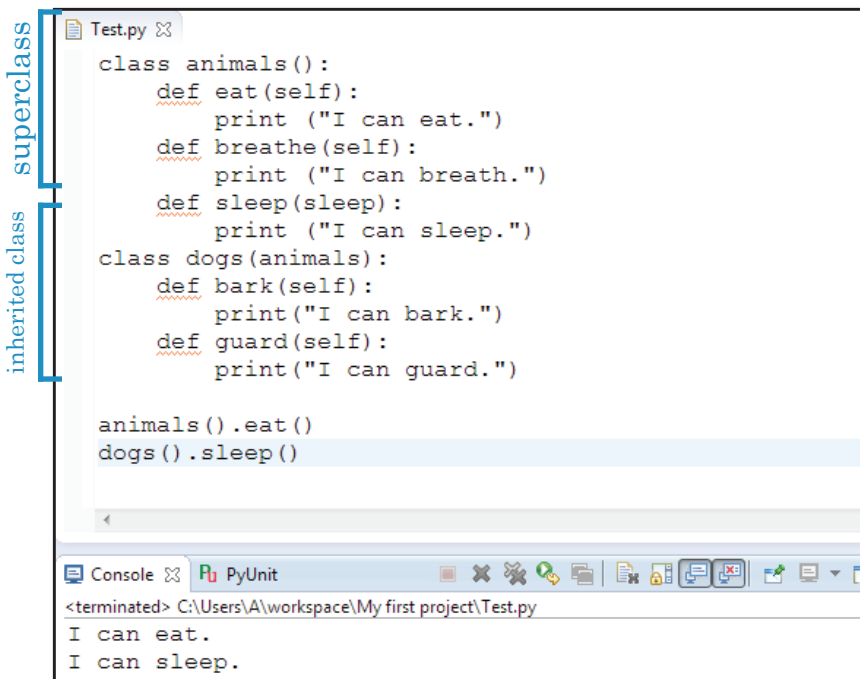 superclass
inherited class
Test.py
class animals():
    def eat(self):
        print ("I can eat.")
    def breathe(self):
        print ("I can breath.")
    def sleep(sleep):
        print ("I can sleep.")
class dogs(animals):
    def bark(self):
        print("I can bark.")
    def guard(self):
        print("I can guard.")
animals().eat()
dogs().sleep()
Console PyUnit
<terminated> C:\Users\A\workspace\My first project\Test.py
I can eat.
I can sleep.